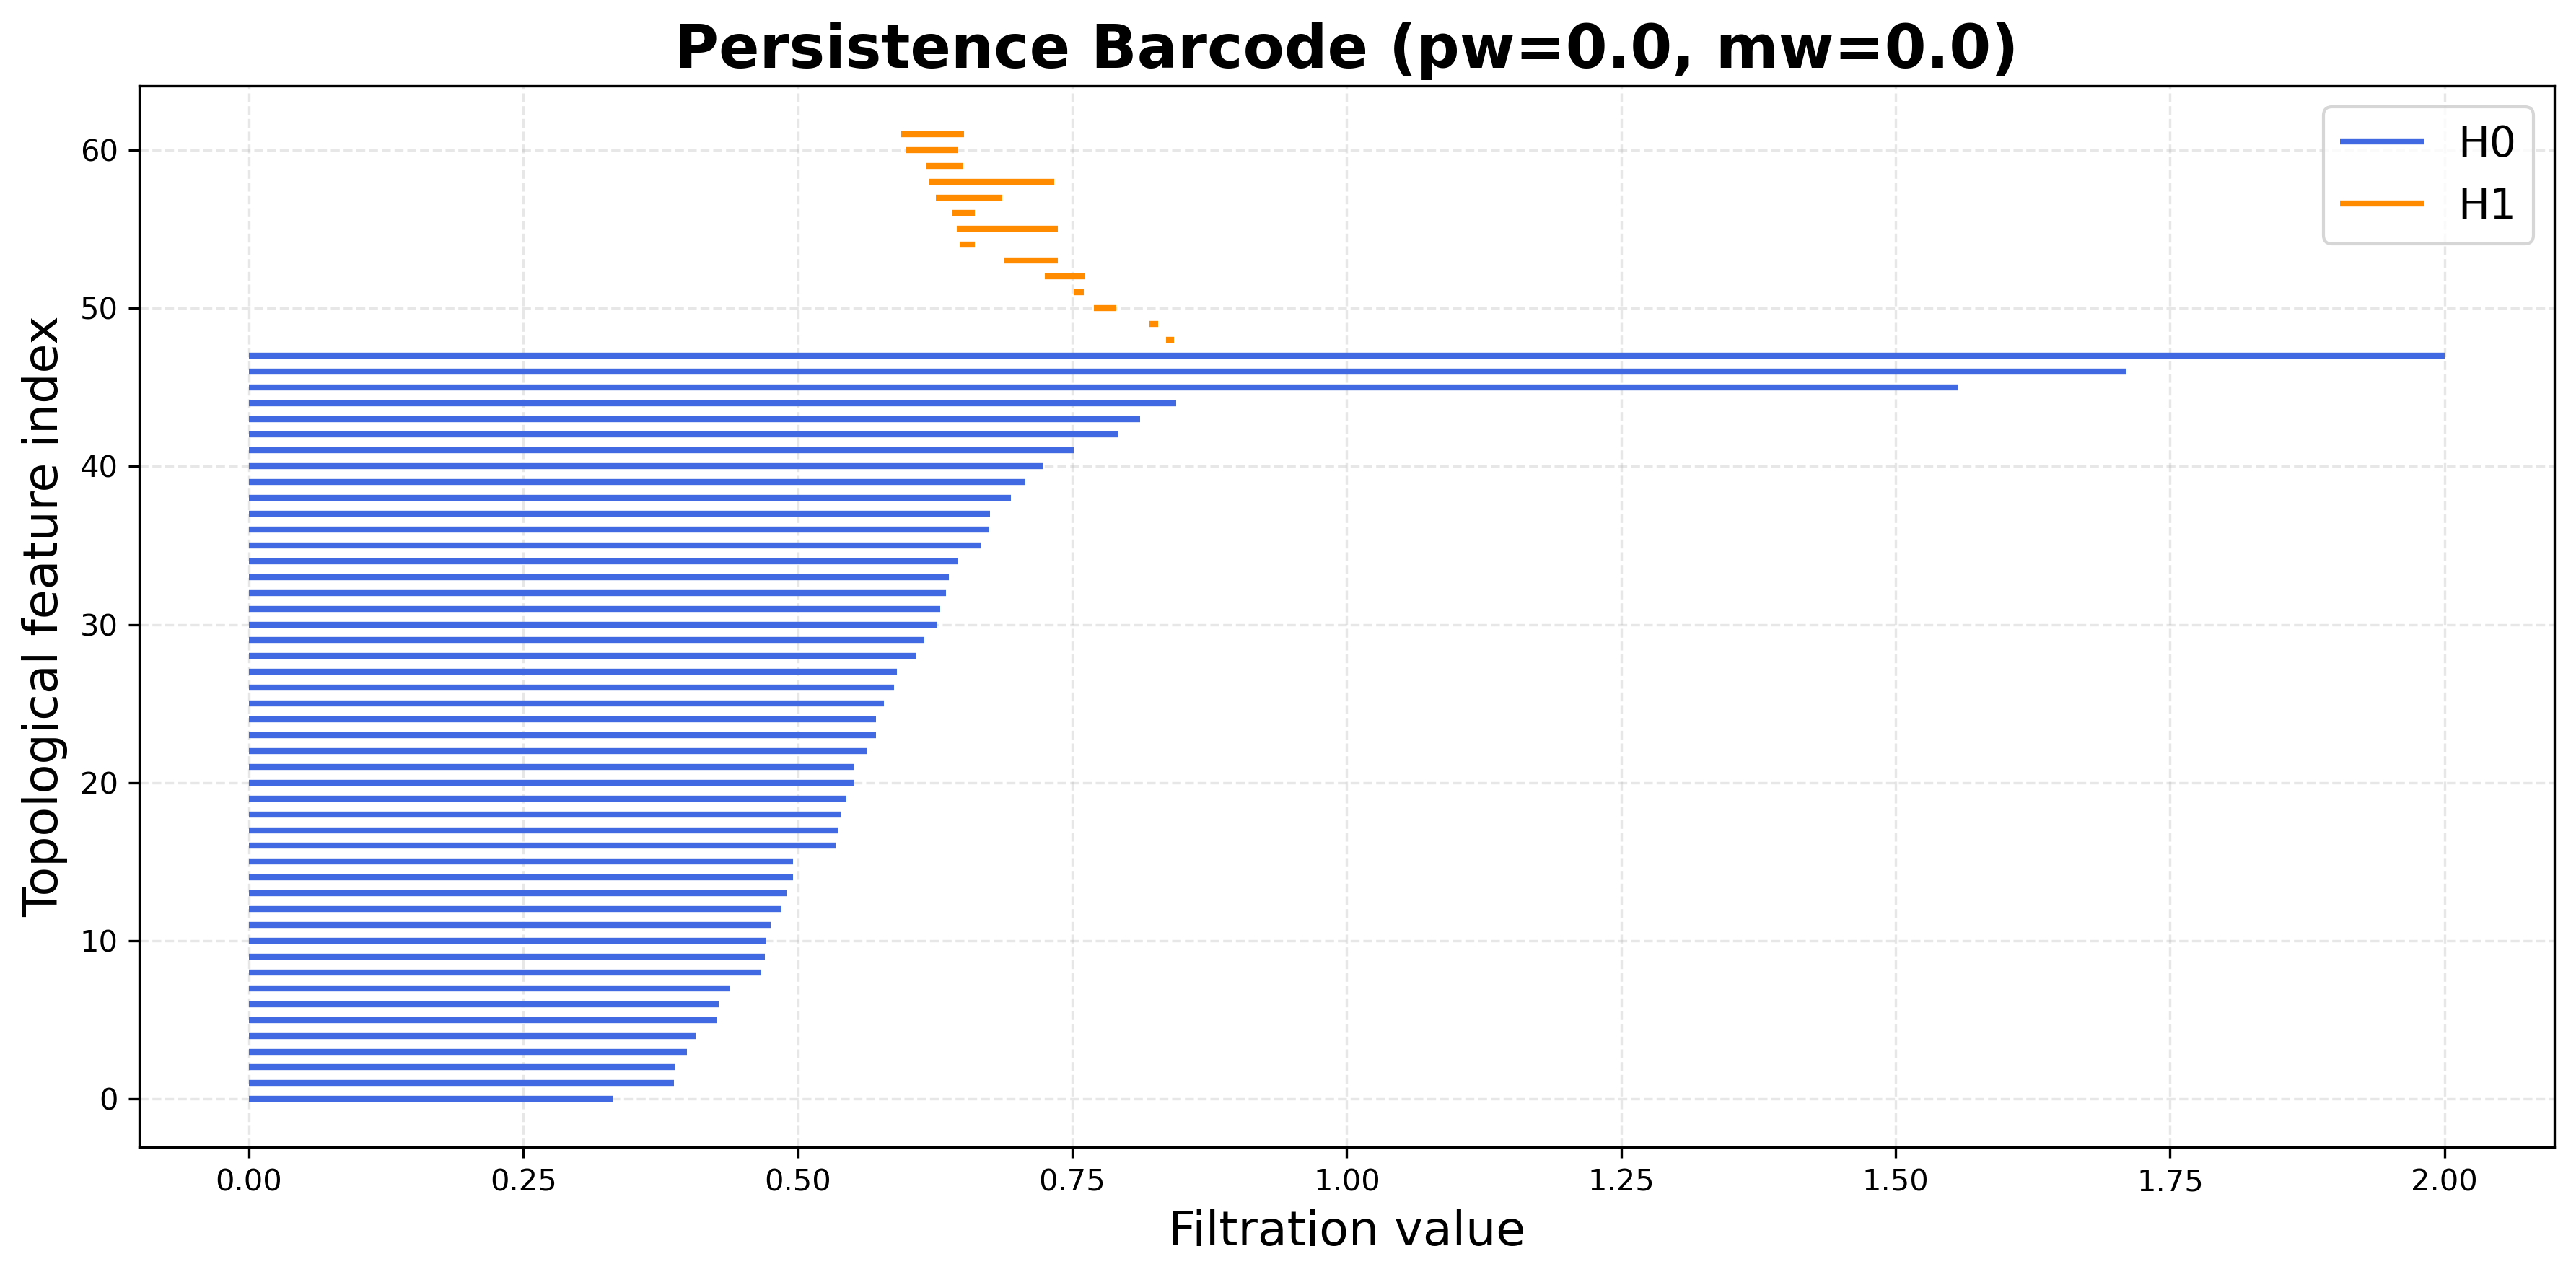 Persistence Barcode (pw=0.0, mw=0.0)
H0
H1
Topological feature index
60
50
40
30
20
10
0
0.00 0.25 0.50 0.75 1.00 1.25 1.50 1.75 2.00
Filtration value